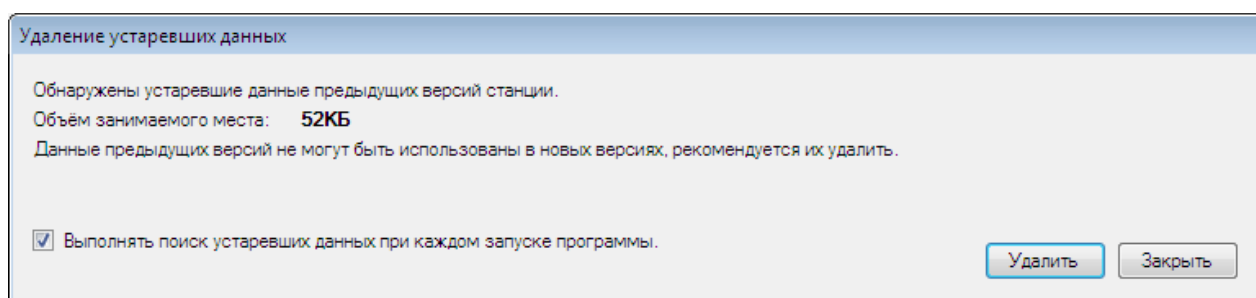 Удаление устаревших данных
Обнаружены устаревшие данные предыдущих версий станции.
Объём занимаемого места: 52КБ
Данные предыдущих версий не могут быть использованы в новых версиях, рекомендуется их удалить.
Выполнять поиск устаревших данных при каждом запуске программы.
Удалить Закрыть